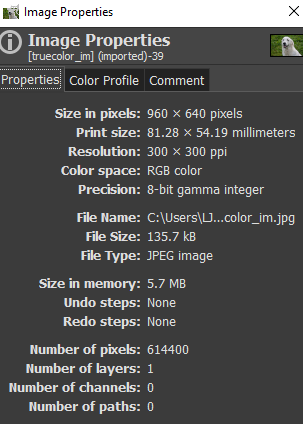 Image Properties
Image Properties
[truecolor_im] (imported)-39
Properties Color Profile Comment
Size in pixels: 960 × 640 pixels
Print size: 81.28 × 54.19 millimeters
Resolution: 300 × 300 ppi
Color space: RGB color
Precision: 8-bit gamma integer
File Name: C:\Users\LJ...color_im.jpg
File Size: 135.7 kB
File Type: JPEG image
Size in memory: 5.7 MB
Undo steps: None
Redo steps: None
Number of pixels: 614400
Number of layers: 1
Number of channels: 0
Number of paths: 0